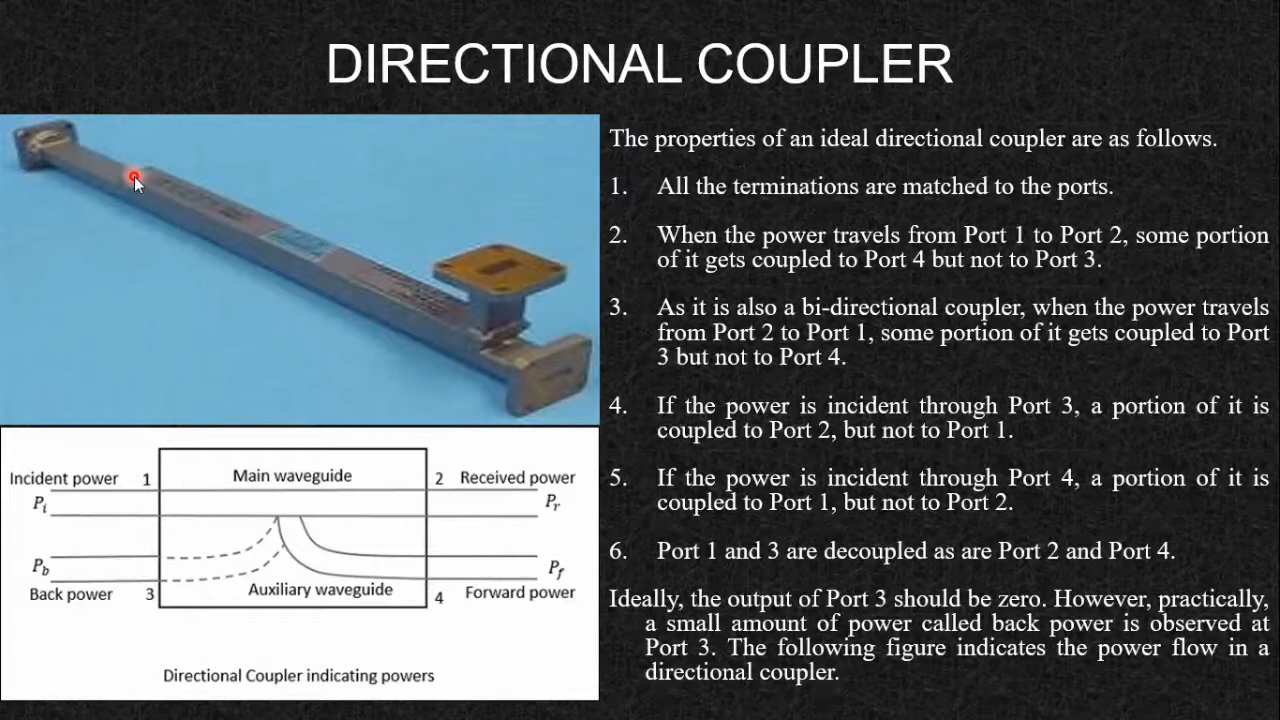 DIRECTIONAL COUPLER
The properties of an ideal directional coupler are as follows.
1. All the terminations are matched to the ports.
2. When the power travels from Port 1 to Port 2, some portion
of it gets coupled to Port 4 but not to Port 3.
3. As it is also a bi-directional coupler, when the power travels
from Port 2 to Port 1, some portion of it gets coupled to Port
3 but not to Port 4.
4. If the power is incident through Port 3, a portion of it is
coupled to Port 2, but not to Port 1.
5. If the power is incident through Port 4, a portion of it is
coupled to Port 1, but not to Port 2.
6. Port 1 and 3 are decoupled as are Port 2 and Port 4.
Ideally, the output of Port 3 should be zero. However, practically,
a small amount of power called back power is observed at
Port 3. The following figure indicates the power flow in a
directional coupler.
Incident power 1 Main waveguide 2 Received power
Pi Pr
Pb Pf
Back power 3 Auxiliary waveguide 4 Forward power
Directional Coupler indicating powers